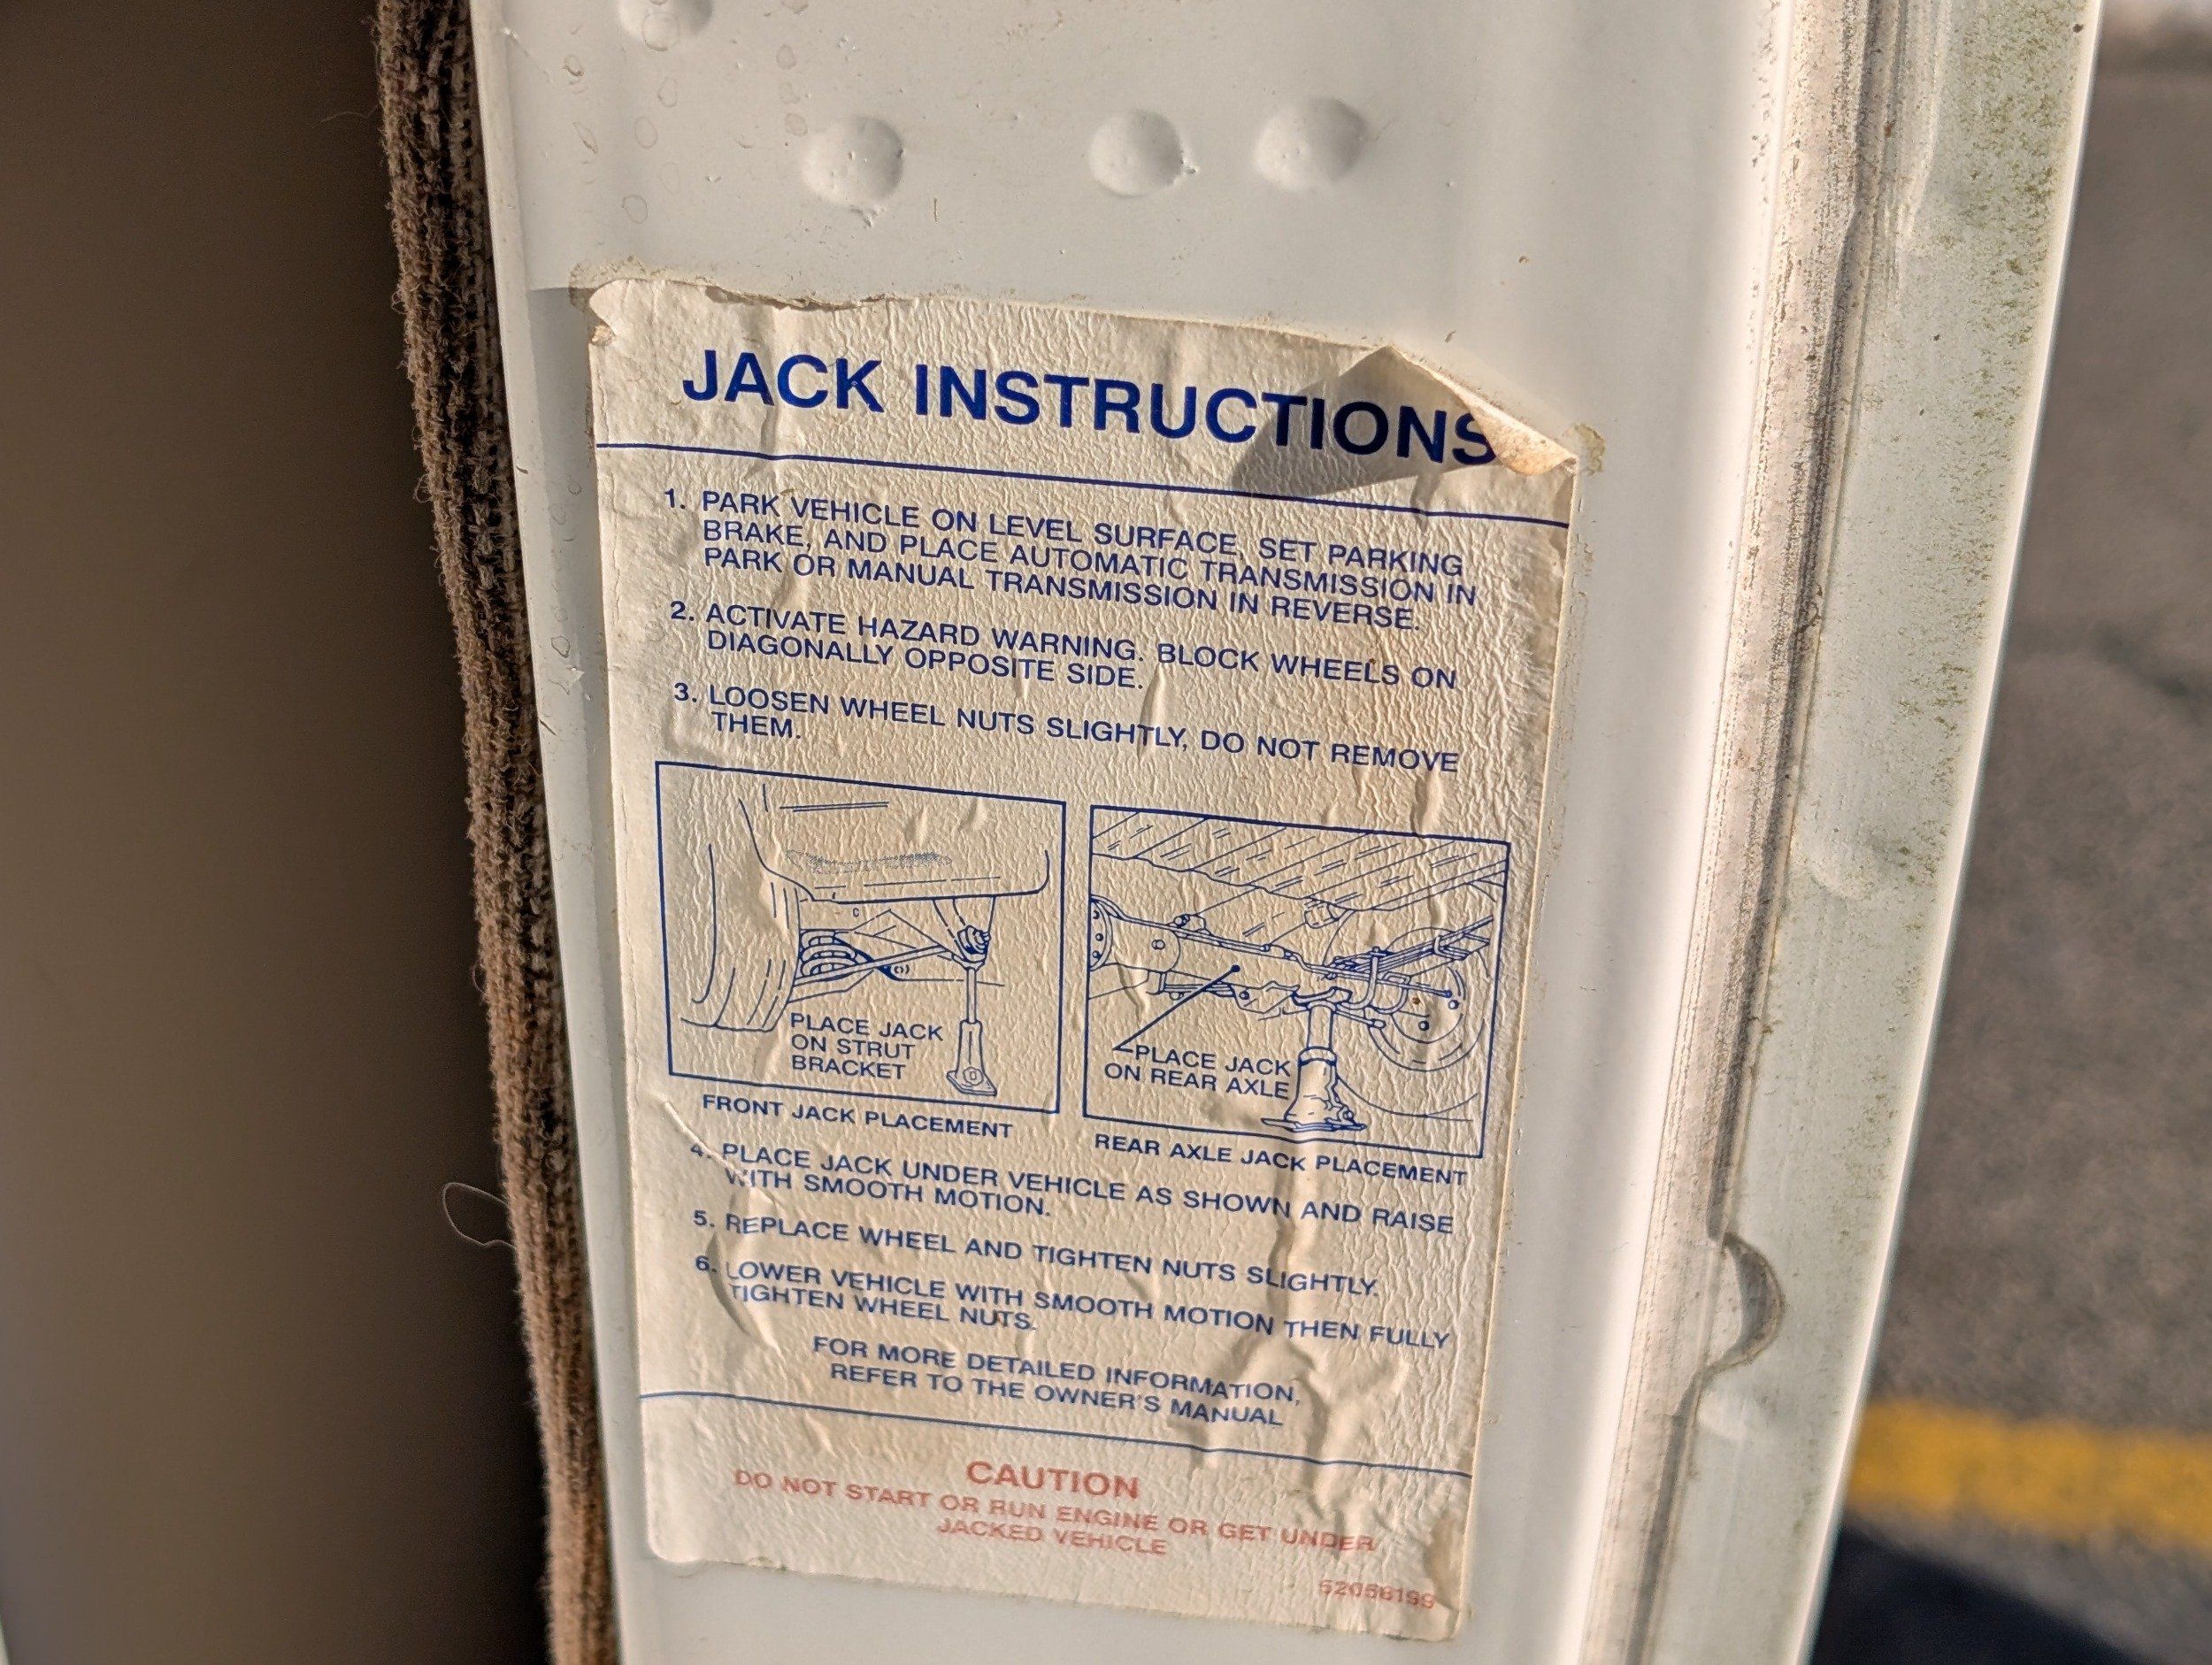 JACK INSTRUCTIONS
1. PARK VEHICLE ON LEVEL SURFACE, SET PARKING
BRAKE, AND PLACE AUTOMATIC TRANSMISSION IN
PARK OR MANUAL TRANSMISSION IN REVERSE.
2. ACTIVATE HAZARD WARNING. BLOCK WHEELS ON
DIAGONALLY OPPOSITE SIDE.
3. LOOSEN WHEEL NUTS SLIGHTLY, DO NOT REMOVE
THEM.
PLACE JACK
ON STRUT
BRACKET
FRONT JACK PLACEMENT
PLACE JACK
ON REAR AXLE
REAR AXLE JACK PLACEMENT
4. PLACE JACK UNDER VEHICLE AS SHOWN AND RAISE
WITH SMOOTH MOTION.
5. REPLACE WHEEL AND TIGHTEN NUTS SLIGHTLY.
6. LOWER VEHICLE WITH SMOOTH MOTION THEN FULLY
TIGHTEN WHEEL NUTS.
FOR MORE DETAILED INFORMATION,
REFER TO THE OWNER'S MANUAL
CAUTION
DO NOT START OR RUN ENGINE OR GET UNDER
JACKED VEHICLE